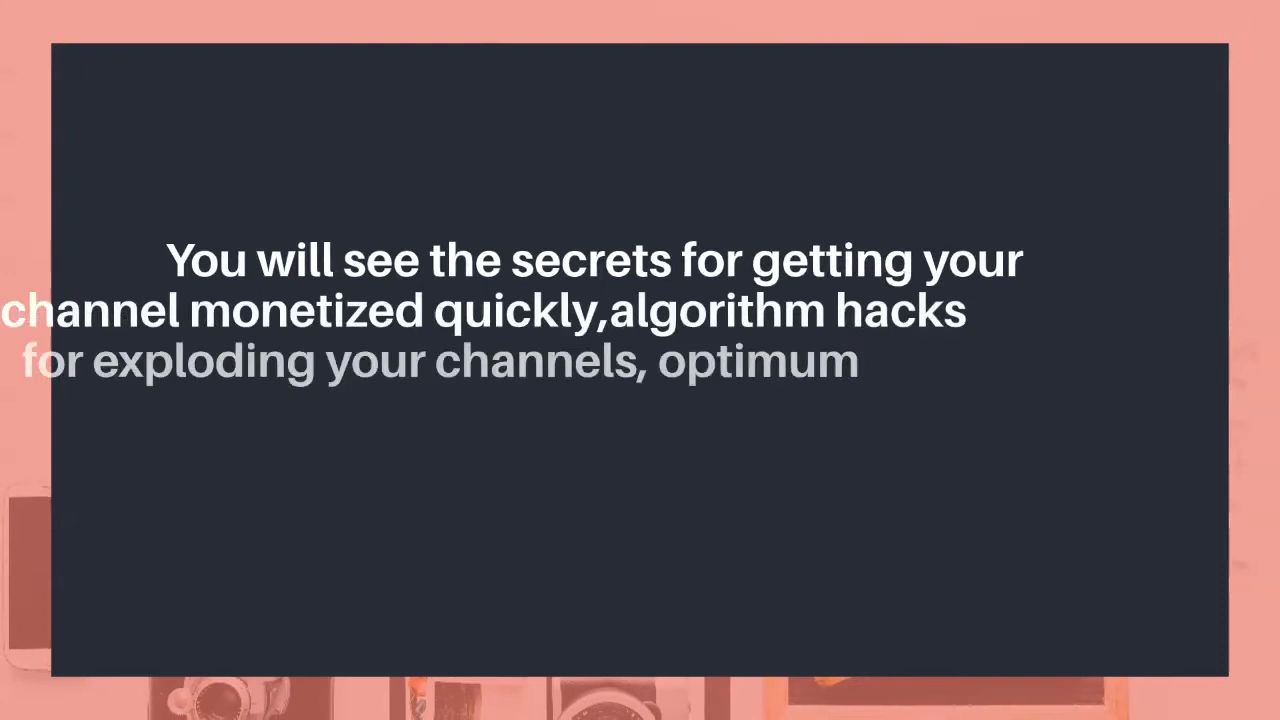 You will see the secrets for getting your
channel monetized quickly,algorithm hacks
for exploding your channels, optimum